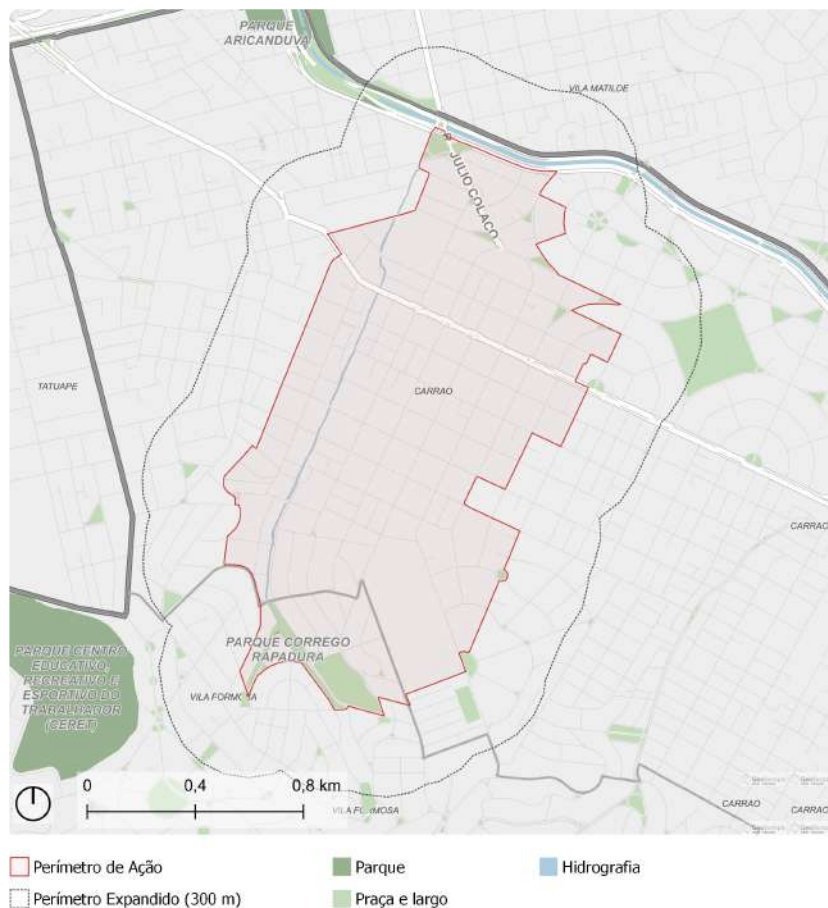 PARQUE
ARICANDUVA
VILA MATILDE
R JULIO COLACO
TATUAPE
CARRAO
CARRAO
PARQUE CORREGO
RAPADURA
PARQUE CENTRO
EDUCATIVO,
RECREATIVO E
ESPORTIVO DO
TRABALHADOR
(CERET)
VILA FORMOSA
0 0,4 0,8 km
VILA FORMOSA
CARRAO
CARRAO
Perímetro de Ação
Parque
Hidrografia
Perímetro Expandido (300 m)
Praça e largo